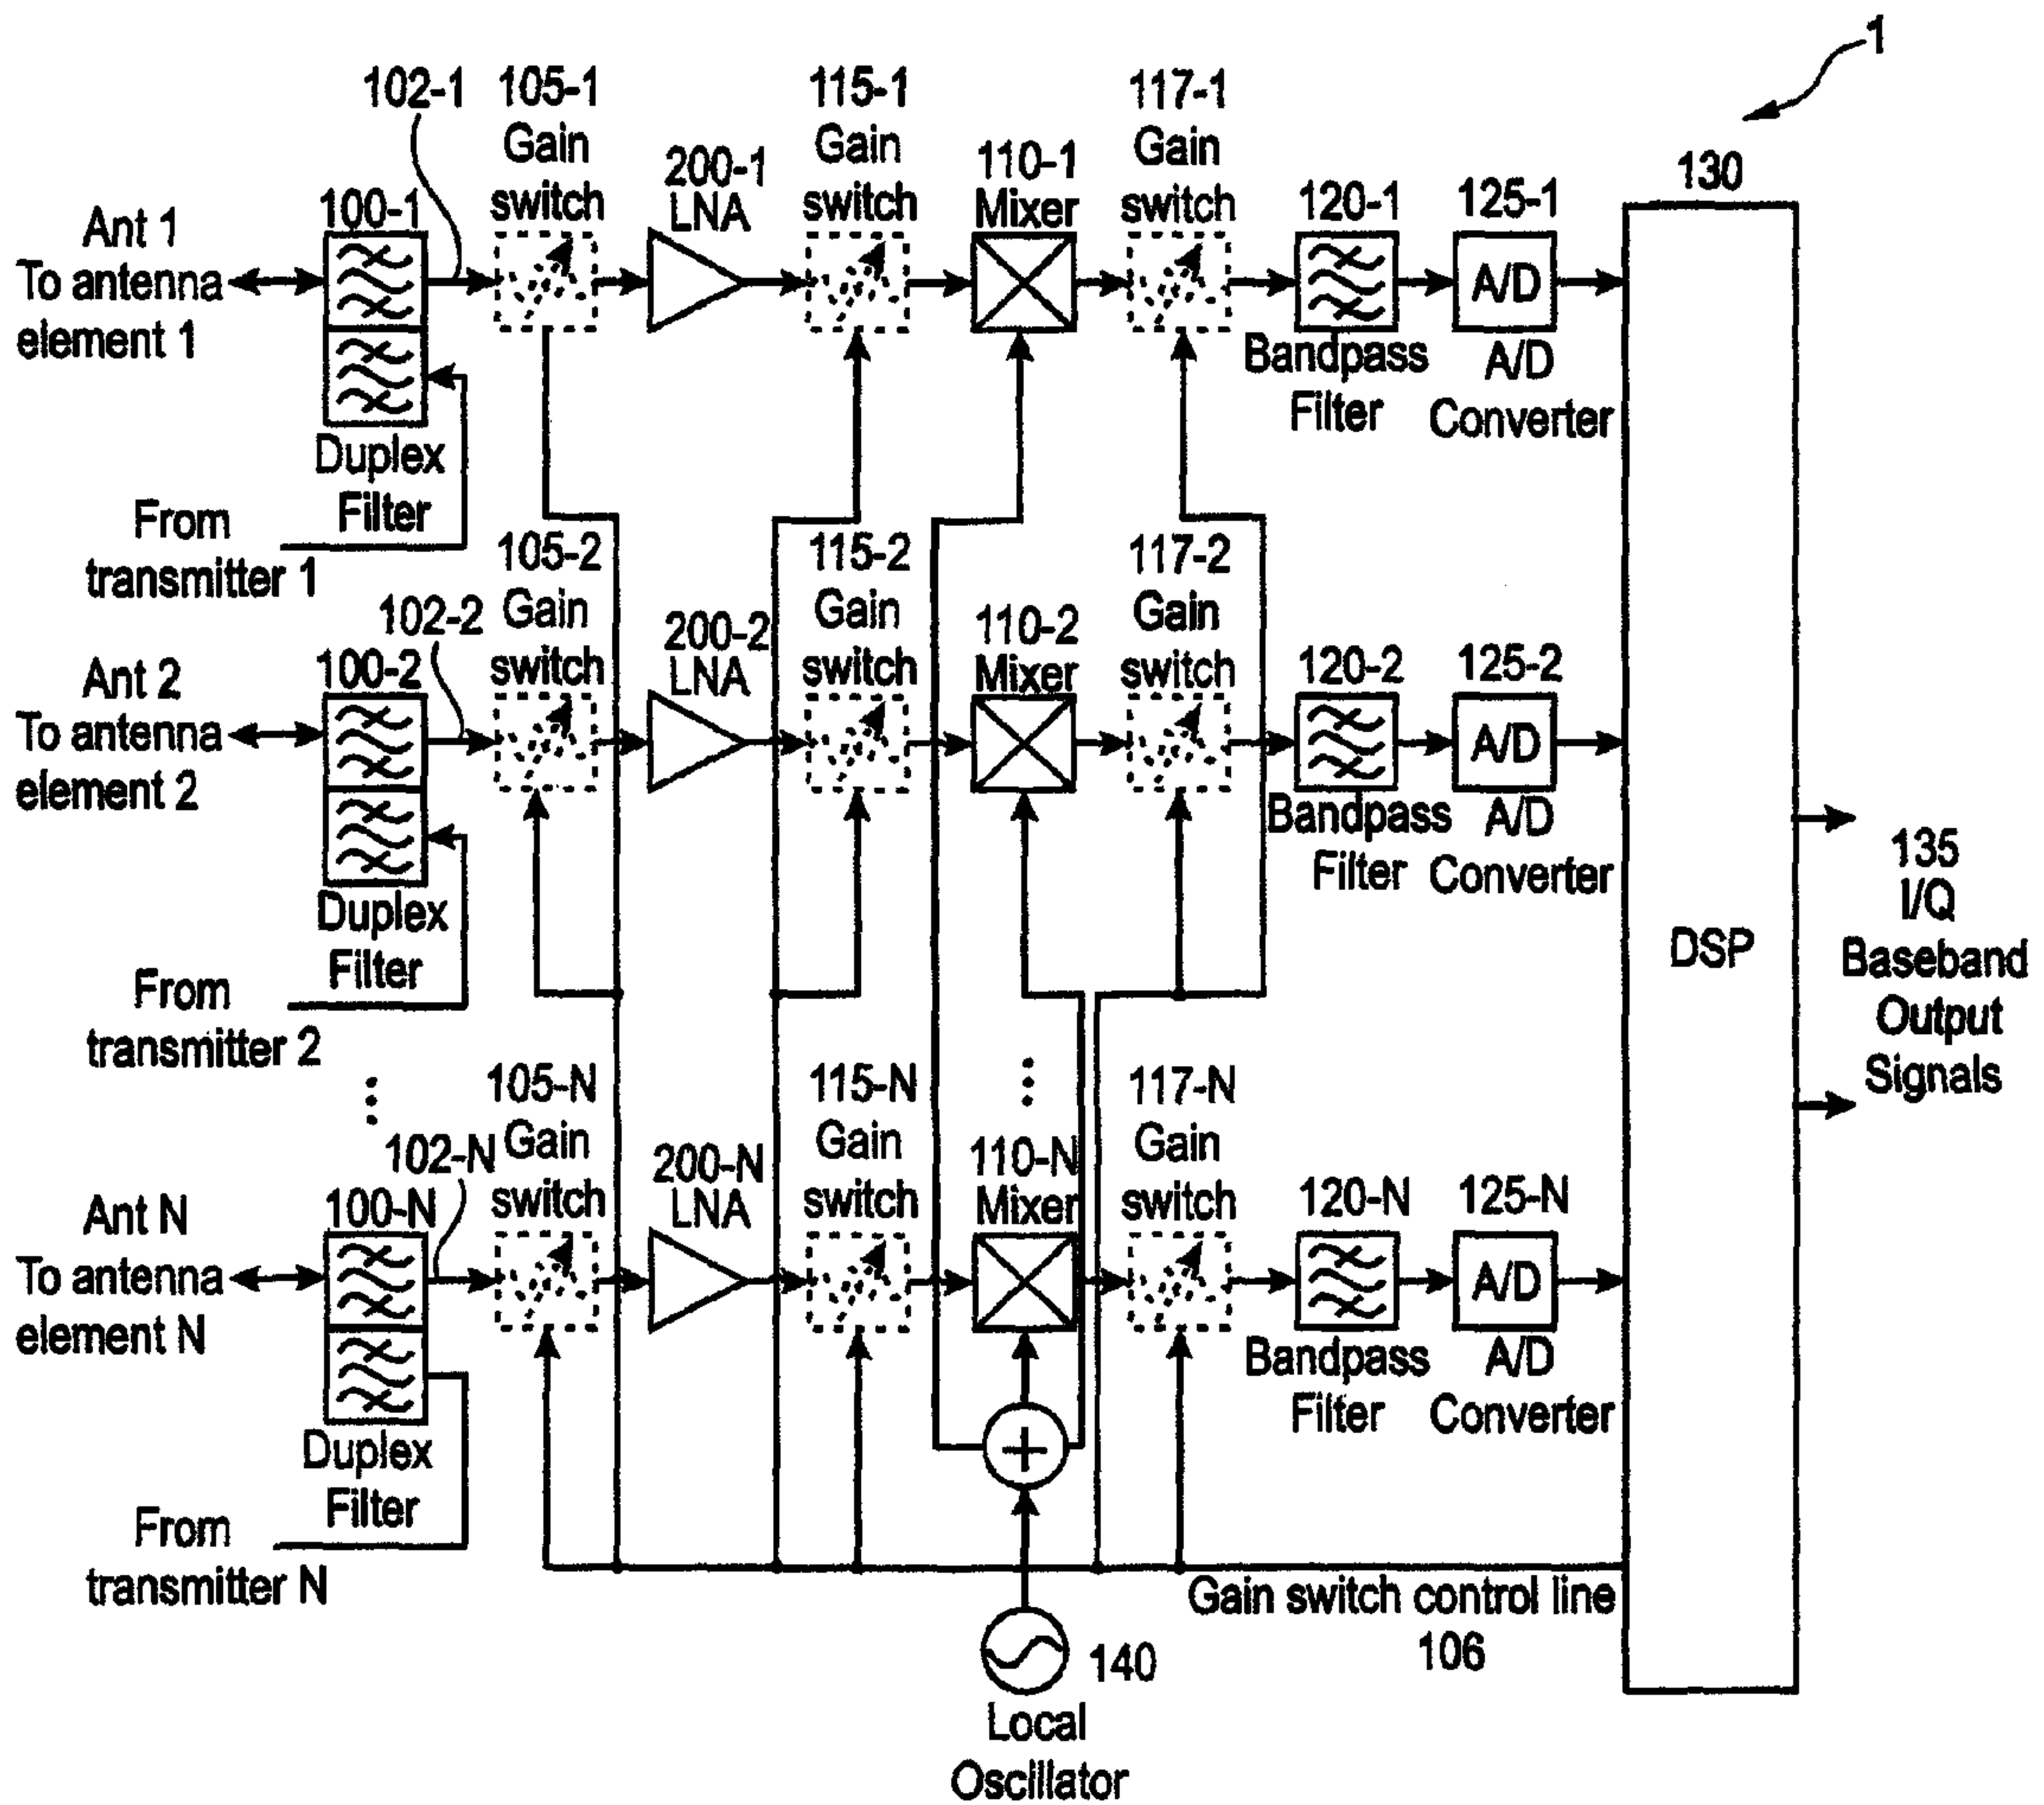 1
102-1
105-1
Gain
switch
200-1
LNA
115-1
Gain
switch
110-1
Mixer
117-1
Gain
switch
120-1
125-1
130
Ant 1
To antenna
element 1
100-1
A/D
Bandpass
Filter
A/D
Converter
Duplex
Filter
From
transmitter 1
102-2
105-2
Gain
switch
200-2
LNA
115-2
Gain
switch
110-2
Mixer
117-2
Gain
switch
120-2
125-2
Ant 2
To antenna
element 2
100-2
A/D
Bandpass
Filter
A/D
Converter
Duplex
Filter
From
transmitter 2
DSP
135
I/Q
Baseband
Output
Signals
102-N
105-N
Gain
switch
200-N
LNA
115-N
Gain
switch
110-N
Mixer
117-N
Gain
switch
120-N
125-N
Ant N
To antenna
element N
100-N
A/D
Bandpass
Filter
A/D
Converter
Duplex
Filter
From
transmitter N
Gain switch control line
106
140
Local
Oscillator